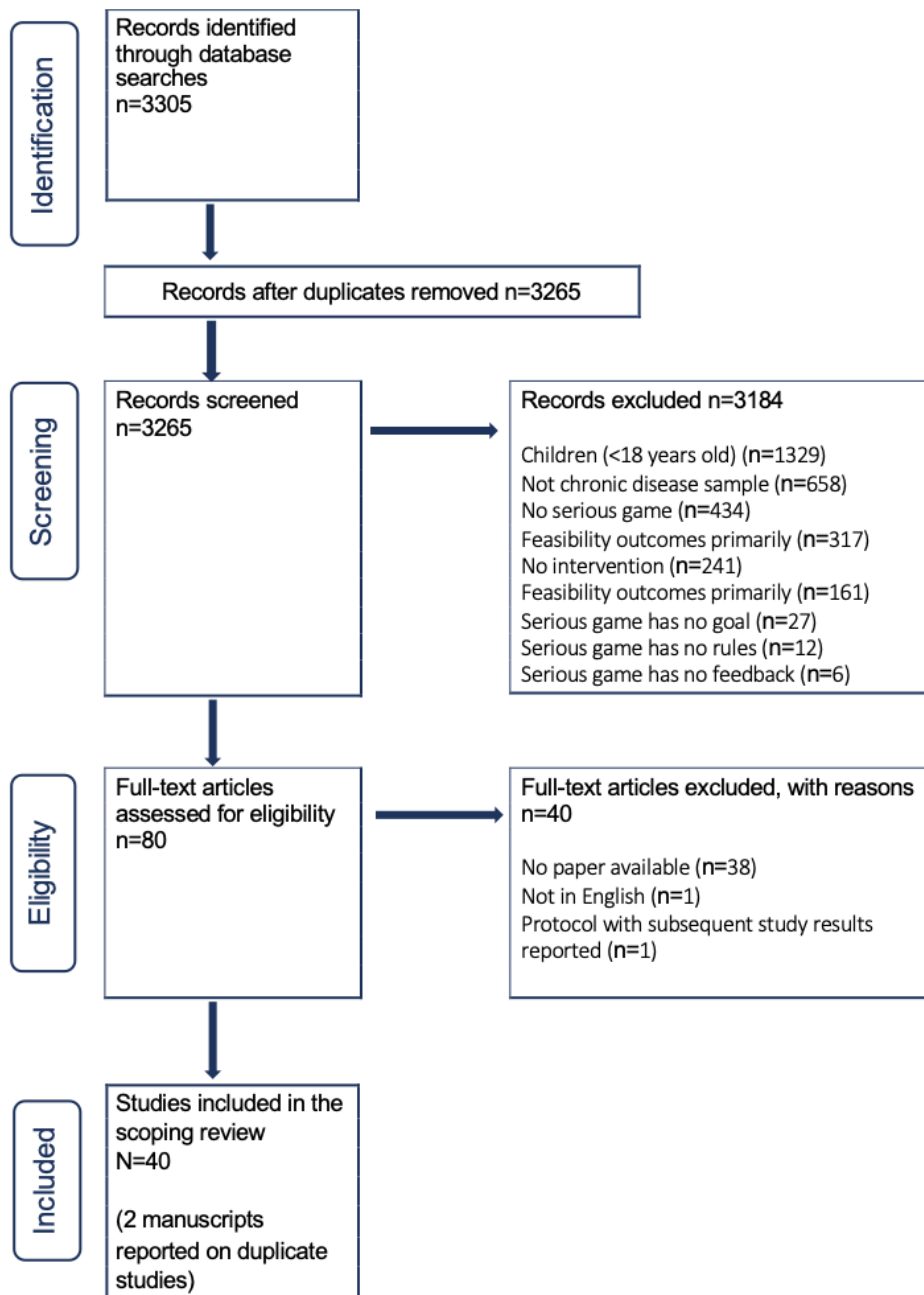 Identification
Records identified
through database
searches
n=3305
Records after duplicates removed n=3265
Screening
Records screened
n=3265
Records excluded n=3184
Children (<18 years old) (n=1329)
Not chronic disease sample (n=658)
No serious game (n=434)
Feasibility outcomes primarily (n=317)
No intervention (n=241)
Feasibility outcomes primarily (n=161)
Serious game has no goal (n=27)
Serious game has no rules (n=12)
Serious game has no feedback (n=6)
Eligibility
Full-text articles
assessed for eligibility
n=80
Full-text articles excluded, with reasons
n=40
No paper available (n=38)
Not in English (n=1)
Protocol with subsequent study results
reported (n=1)
Included
Studies included in the
scoping review
N=40
(2 manuscripts
reported on duplicate
studies)